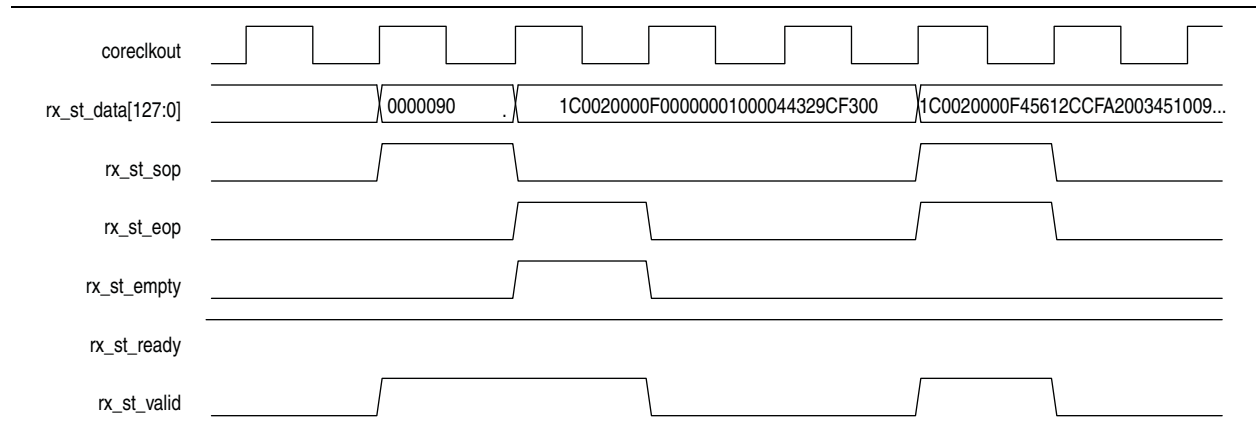 coreclkout
rx_st_data[127:0] 0000090 . 1C0020000F00000001000044329CF300 1C0020000F45612CCFA2003451009...
rx_st_sop
rx_st_eop
rx_st_empty
rx_st_ready
rx_st_valid